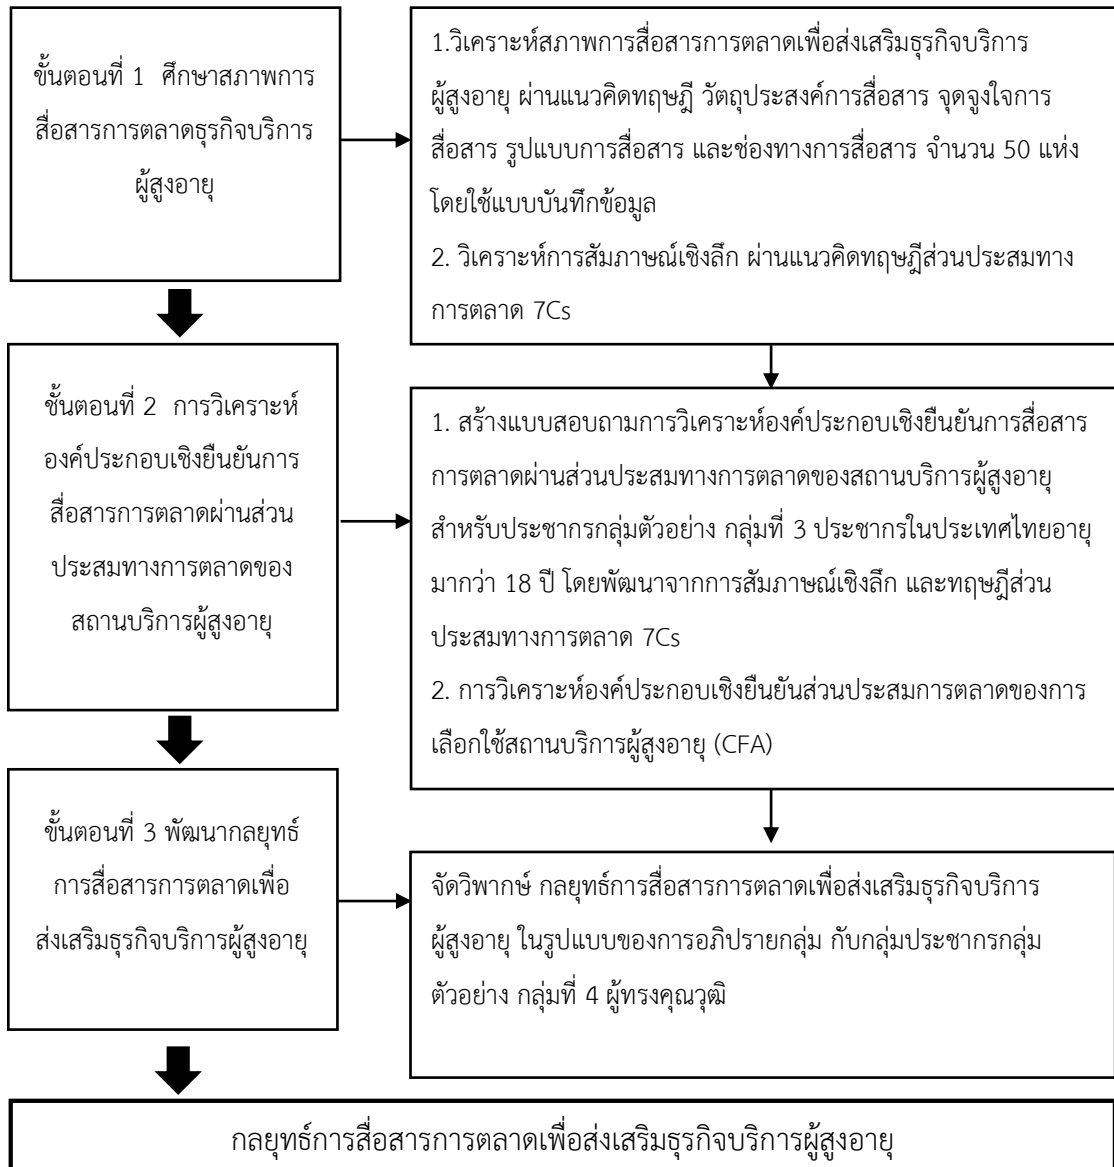 ขั้นตอนที่ 1  ศึกษาสภาพการ
สื่อสารการตลาดธุรกิจบริการ
ผู้สูงอายุ
1.วิเคราะห์สภาพการสื่อสารการตลาดเพื่อส่งเสริมธุรกิจบริการ
ผู้สูงอายุ ผ่านแนวคิดทฤษฎี วัตถุประสงค์การสื่อสาร จุดจูงใจการ
สื่อสาร รูปแบบการสื่อสาร และช่องทางการสื่อสาร จำนวน 50 แห่ง
โดยใช้แบบบันทึกข้อมูล
2. วิเคราะห์การสัมภาษณ์เชิงลึก ผ่านแนวคิดทฤษฎีส่วนประสมทาง
การตลาด 7Cs
ชั้นตอนที่ 2  การวิเคราะห์
องค์ประกอบเชิงยืนยันการ
สื่อสารการตลาดผ่านส่วน
ประสมทางการตลาดของ
สถานบริการผู้สูงอายุ
1. สร้างแบบสอบถามการวิเคราะห์องค์ประกอบเชิงยืนยันการสื่อสาร
การตลาดผ่านส่วนประสมทางการตลาดของสถานบริการผู้สูงอายุ
สำหรับประชากรกลุ่มตัวอย่าง กลุ่มที่ 3 ประชากรในประเทศไทยอายุ
มากว่า 18 ปี โดยพัฒนาจากการสัมภาษณ์เชิงลึก และทฤษฎีส่วน
ประสมทางการตลาด 7Cs
2. การวิเคราะห์องค์ประกอบเชิงยืนยันส่วนประสมการตลาดของการ
เลือกใช้สถานบริการผู้สูงอายุ (CFA)
ขั้นตอนที่ 3 พัฒนากลยุทธ์
การสื่อสารการตลาดเพื่อ
ส่งเสริมธุรกิจบริการผู้สูงอายุ
จัดวิพากษ์ กลยุทธ์การสื่อสารการตลาดเพื่อส่งเสริมธุรกิจบริการ
ผู้สูงอายุ ในรูปแบบของการอภิปรายกลุ่ม กับกลุ่มประชากรกลุ่ม
ตัวอย่าง กลุ่มที่ 4 ผู้ทรงคุณวุฒิ
กลยุทธ์การสื่อสารการตลาดเพื่อส่งเสริมธุรกิจบริการผู้สูงอายุ